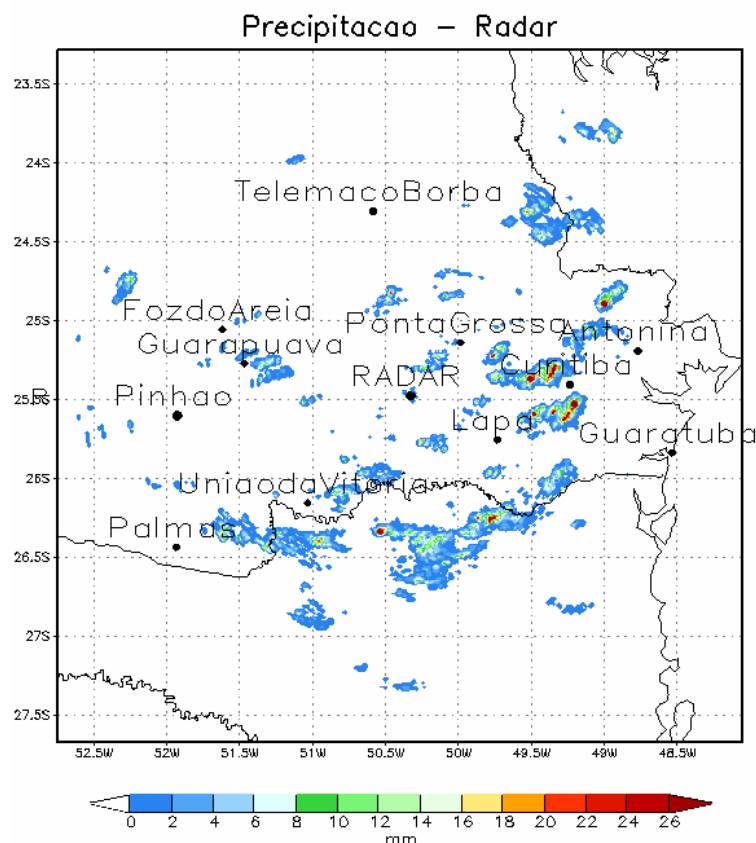 Precipitacao – Radar
23.5S
24S
TelemacoBorba
24.5S
25S
FozdoAreia
PontaGrossa
Antonina
Guarapuava
Curitiba
RADAR
25.5S
Pinhao
Lapa
Guaratuba
26S
UniaodaVitoria
Palmas
26.5S
27S
27.5S
52.5W 52W 51.5W 51W 50.5W 50W 49.5W 49W 48.5W
0 2 4 6 8 10 12 14 16 18 20 22 24 26
mm